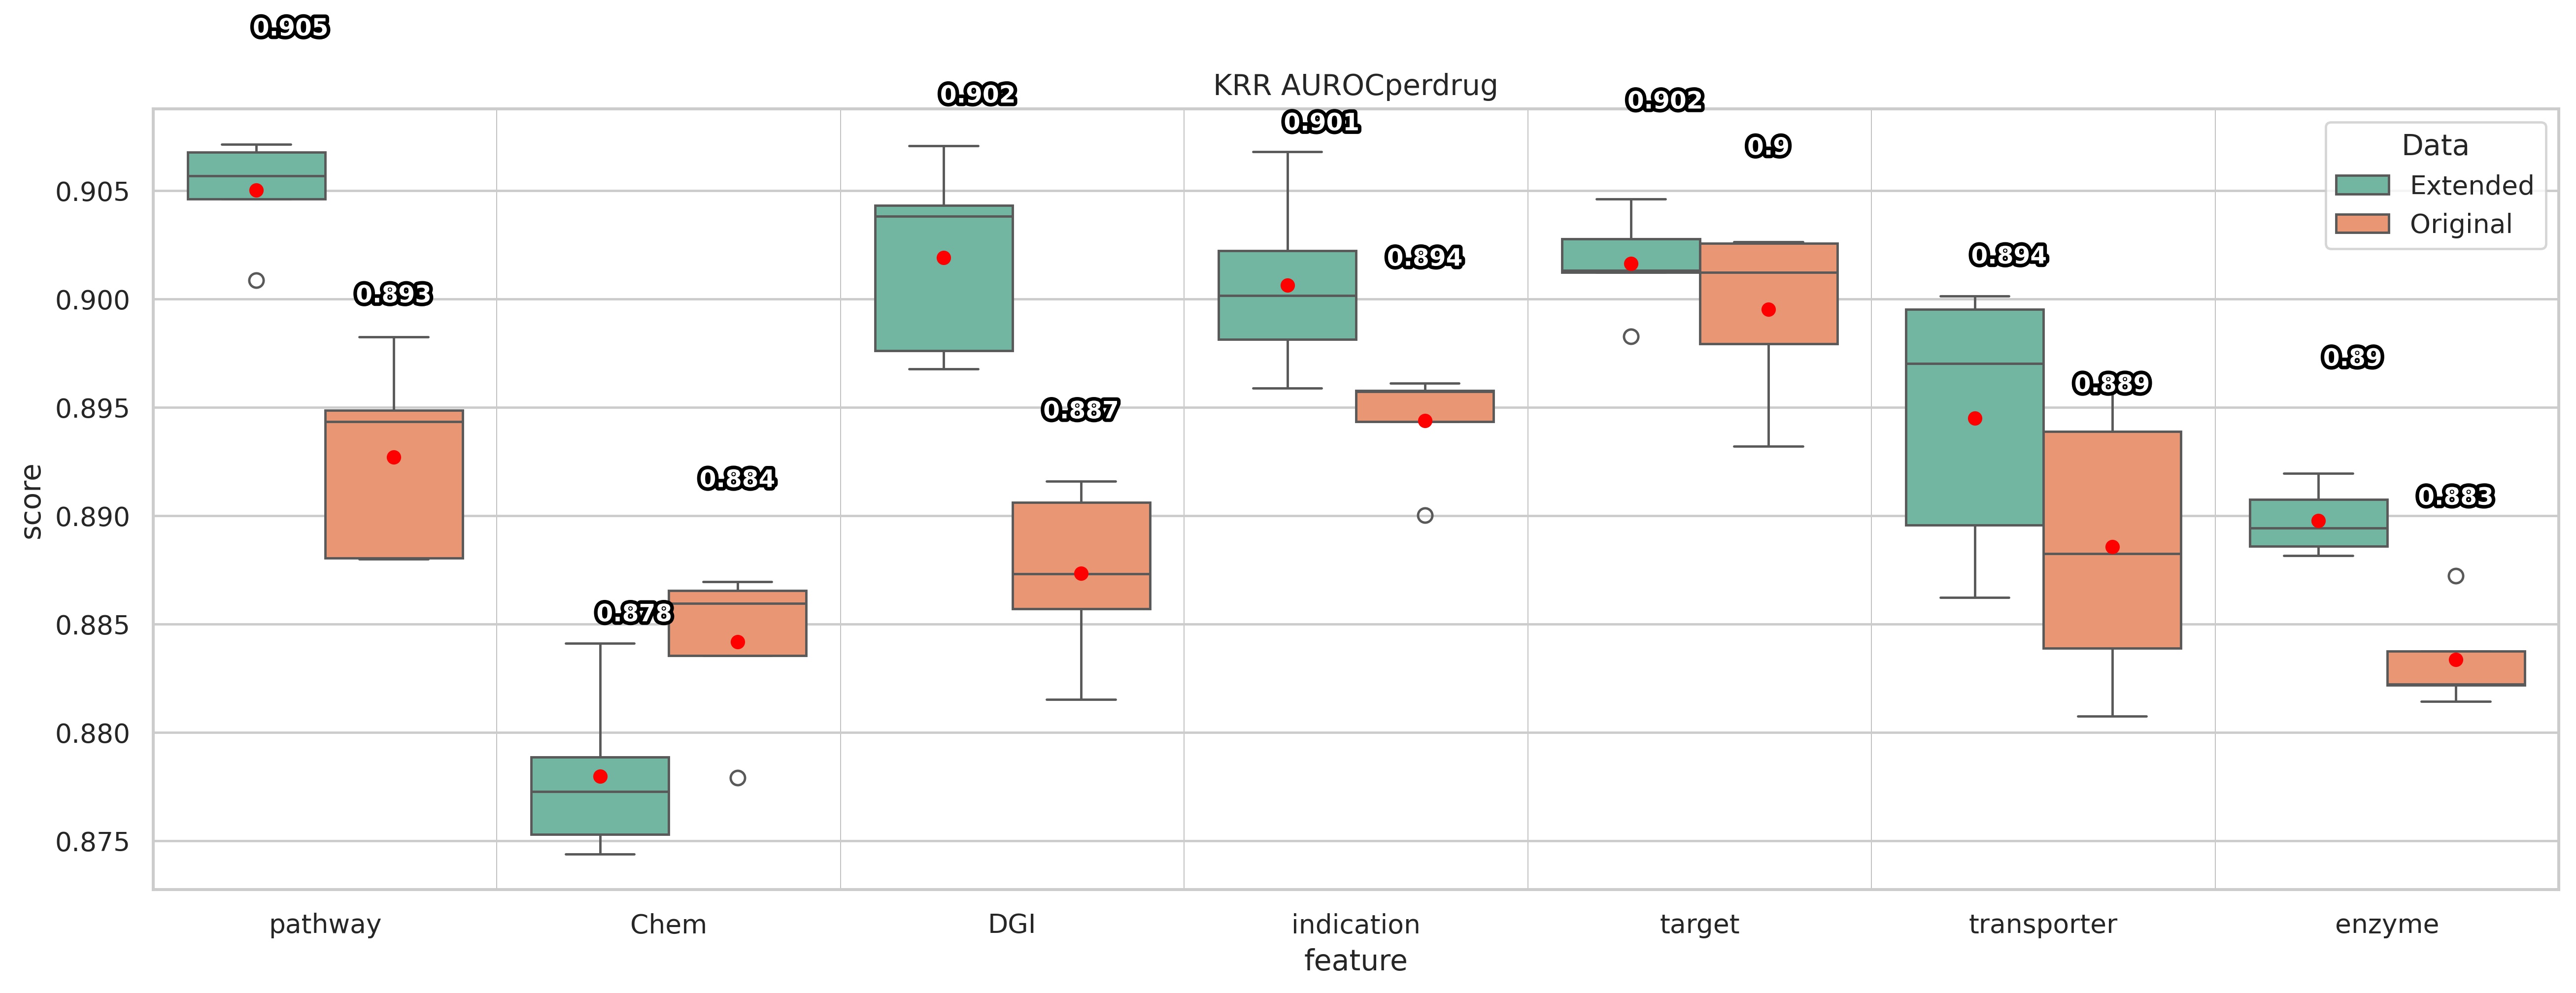 KRR AUROCperdrug
0.905
0.893
0.878
0.884
0.902
0.887
0.901
0.894
0.902
0.9
0.894
0.889
0.89
0.883
Data
Extended
Original
score
0.905
0.900
0.895
0.890
0.885
0.880
0.875
pathway
Chem
DGI
indication
target
transporter
enzyme
feature